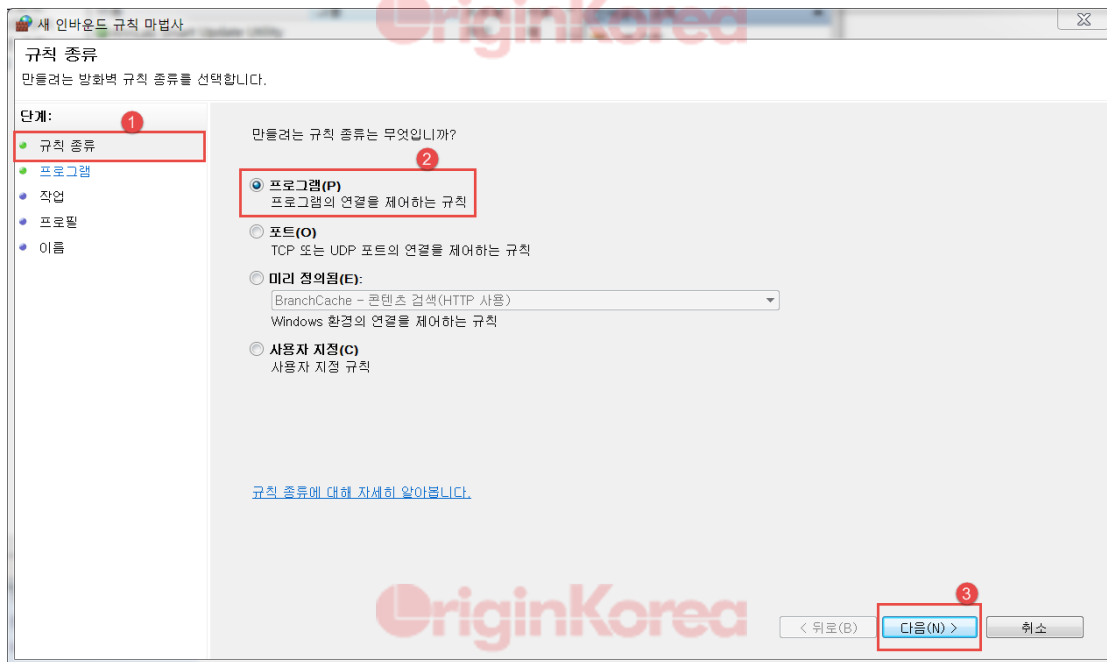 OriginKorea
새 인바운드 규칙 마법사
Update Utility
규칙 종류
만들려는 방화벽 규칙 종류를 선택합니다.
단계:
1
규칙 종류
프로그램
작업
프로필
이름
만들려는 규칙 종류는 무엇입니까?
2
프로그램(P)
프로그램의 연결을 제어하는 규칙
포트(O)
TCP 또는 UDP 포트의 연결을 제어하는 규칙
미리 정의됨(E):
BranchCache - 콘텐츠 검색(HTTP 사용)
Windows 환경의 연결을 제어하는 규칙
사용자 지정(C)
사용자 지정 규칙
규칙 종류에 대해 자세히 알아봅니다.
OriginKorea
3
< 뒤로(B)
다음(N) >
취소